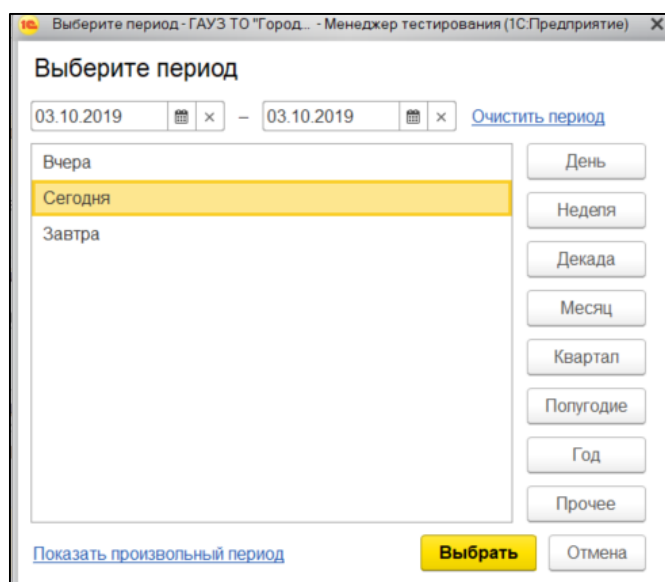 1С Выберите период - ГАУЗ ТО "Город... - Менеджер тестирования (1С:Предприятие)
Выберите период
03.10.2019 – 03.10.2019 Очистить период
Вчера
Сегодня
Завтра
День
Неделя
Декада
Месяц
Квартал
Полугодие
Год
Прочее
Показать произвольный период
Выбрать
Отмена